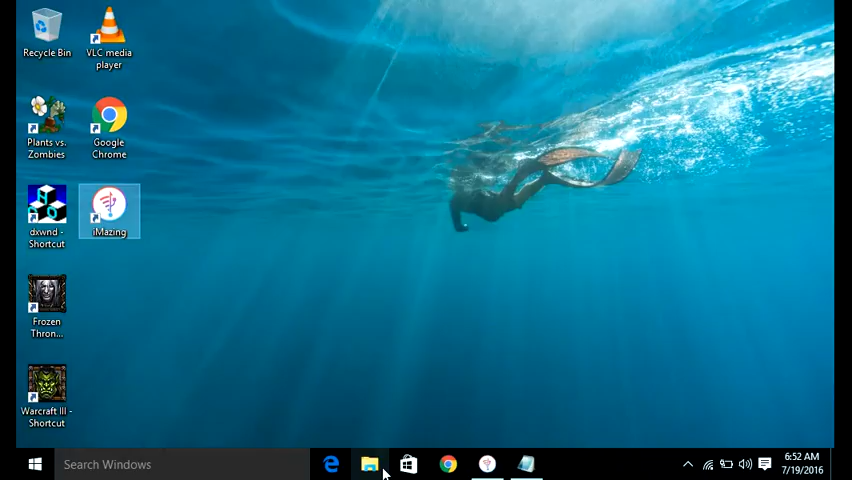 Recycle Bin
VLC media
player
Plants vs.
Zombies
Google
Chrome
dxwnd -
Shortcut
iMazing
Frozen
Thron...
Warcraft III -
Shortcut
Search Windows
6:52 AM
7/19/2016